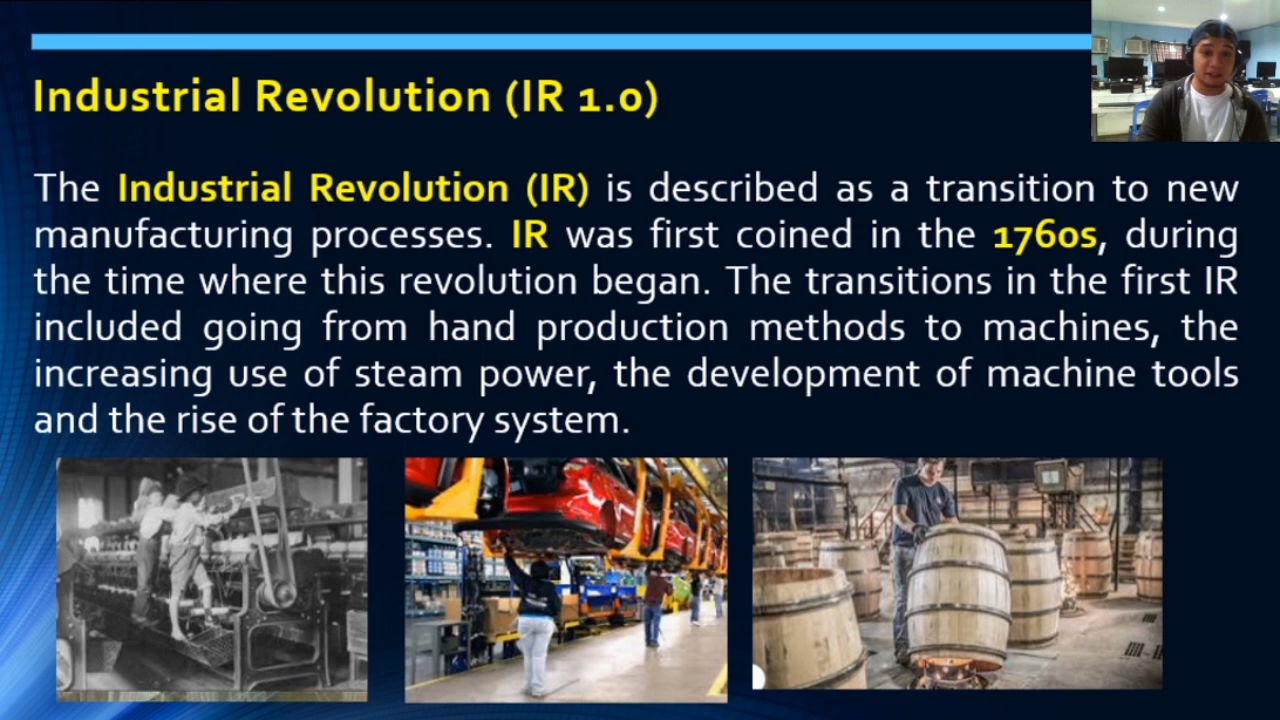 Industrial Revolution (IR 1.0)
The Industrial Revolution (IR) is described as a transition to new
manufacturing processes. IR was first coined in the 1760s, during
the time where this revolution began. The transitions in the first IR
included going from hand production methods to machines, the
increasing use of steam power, the development of machine tools
and the rise of the factory system.